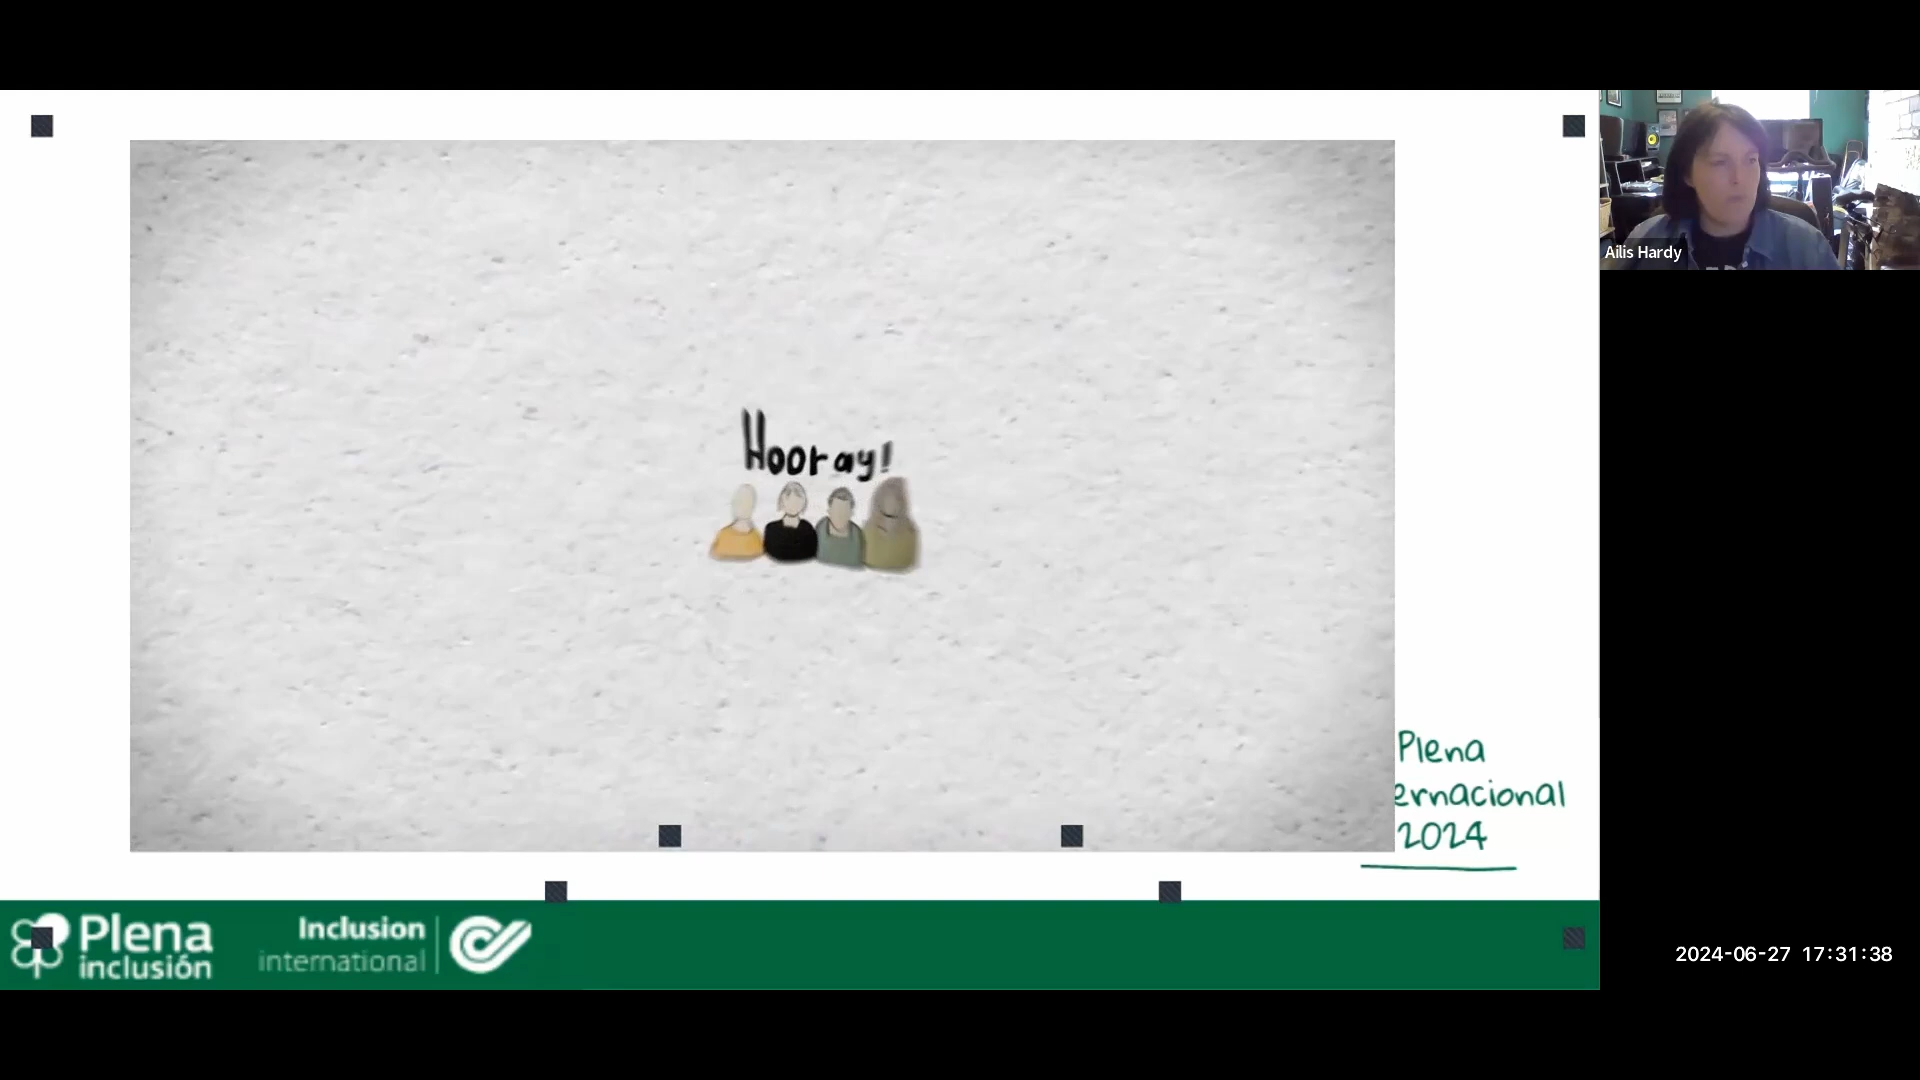 Hooray!
Ailis Hardy
Plena
ernacional
2024
Plena
inclusión
Inclusion
international
2024-06-27 17:31:38